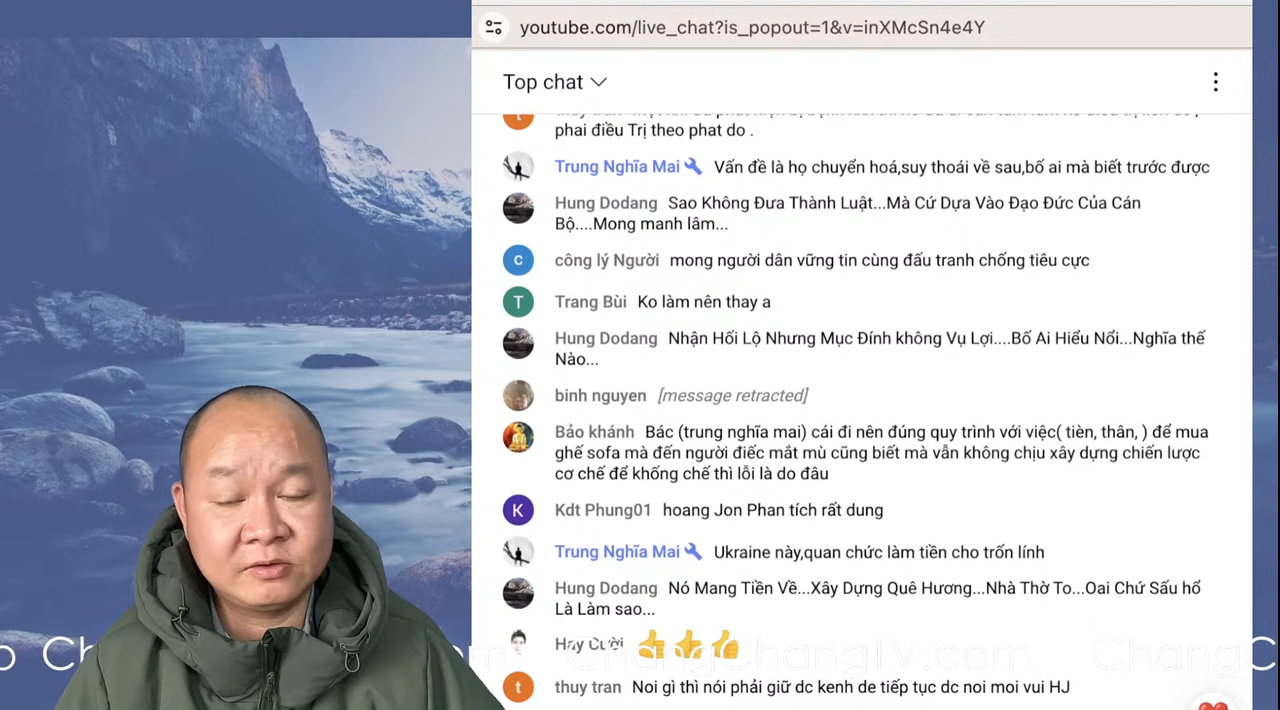 youtube.com/live_chat?is_popout=1&v=inXMcSn4e4Y
Top chat
t thuy tran
phai điều Trị theo phat do .
Trung Nghĩa Mai Vấn đề là họ chuyển hoá,suy thoái về sau,bố ai mà biết trước được
Hung Dodang Sao Không Đưa Thành Luật...Mà Cứ Dựa Vào Đạo Đức Của Cán
Bộ....Mong manh lâm...
C công lý Người mong người dân vững tin cùng đấu tranh chống tiêu cực
T Trang Bùi Ko làm nên thay a
Hung Dodang Nhận Hối Lộ Nhưng Mục Đính không Vụ Lợi....Bố Ai Hiểu Nổi...Nghĩa thế
Nào...
binh nguyen [message retracted]
Bảo khánh Bác (trung nghĩa mai) cái đi nên đúng quy trình với việc( tièn, thân, ) để mua
ghế sofa mà đến người điếc mắt mù cũng biết mà vẫn không chịu xây dựng chiến lược
cơ chế để khống chế thì lỗi là do đâu
K Kdt Phung01 hoang Jon Phan tích rất dung
Trung Nghĩa Mai Ukraine này,quan chức làm tiền cho trốn lính
Hung Dodang Nó Mang Tiền Về...Xây Dựng Quê Hương...Nhà Thờ To...Oai Chứ Sấu hổ
Là Làm sao...
Hay Cười 👍👍👍
ChangChangTV.com
t thuy tran Noi gì thì nói phải giữ dc kenh de tiếp tục dc noi moi vui HJ